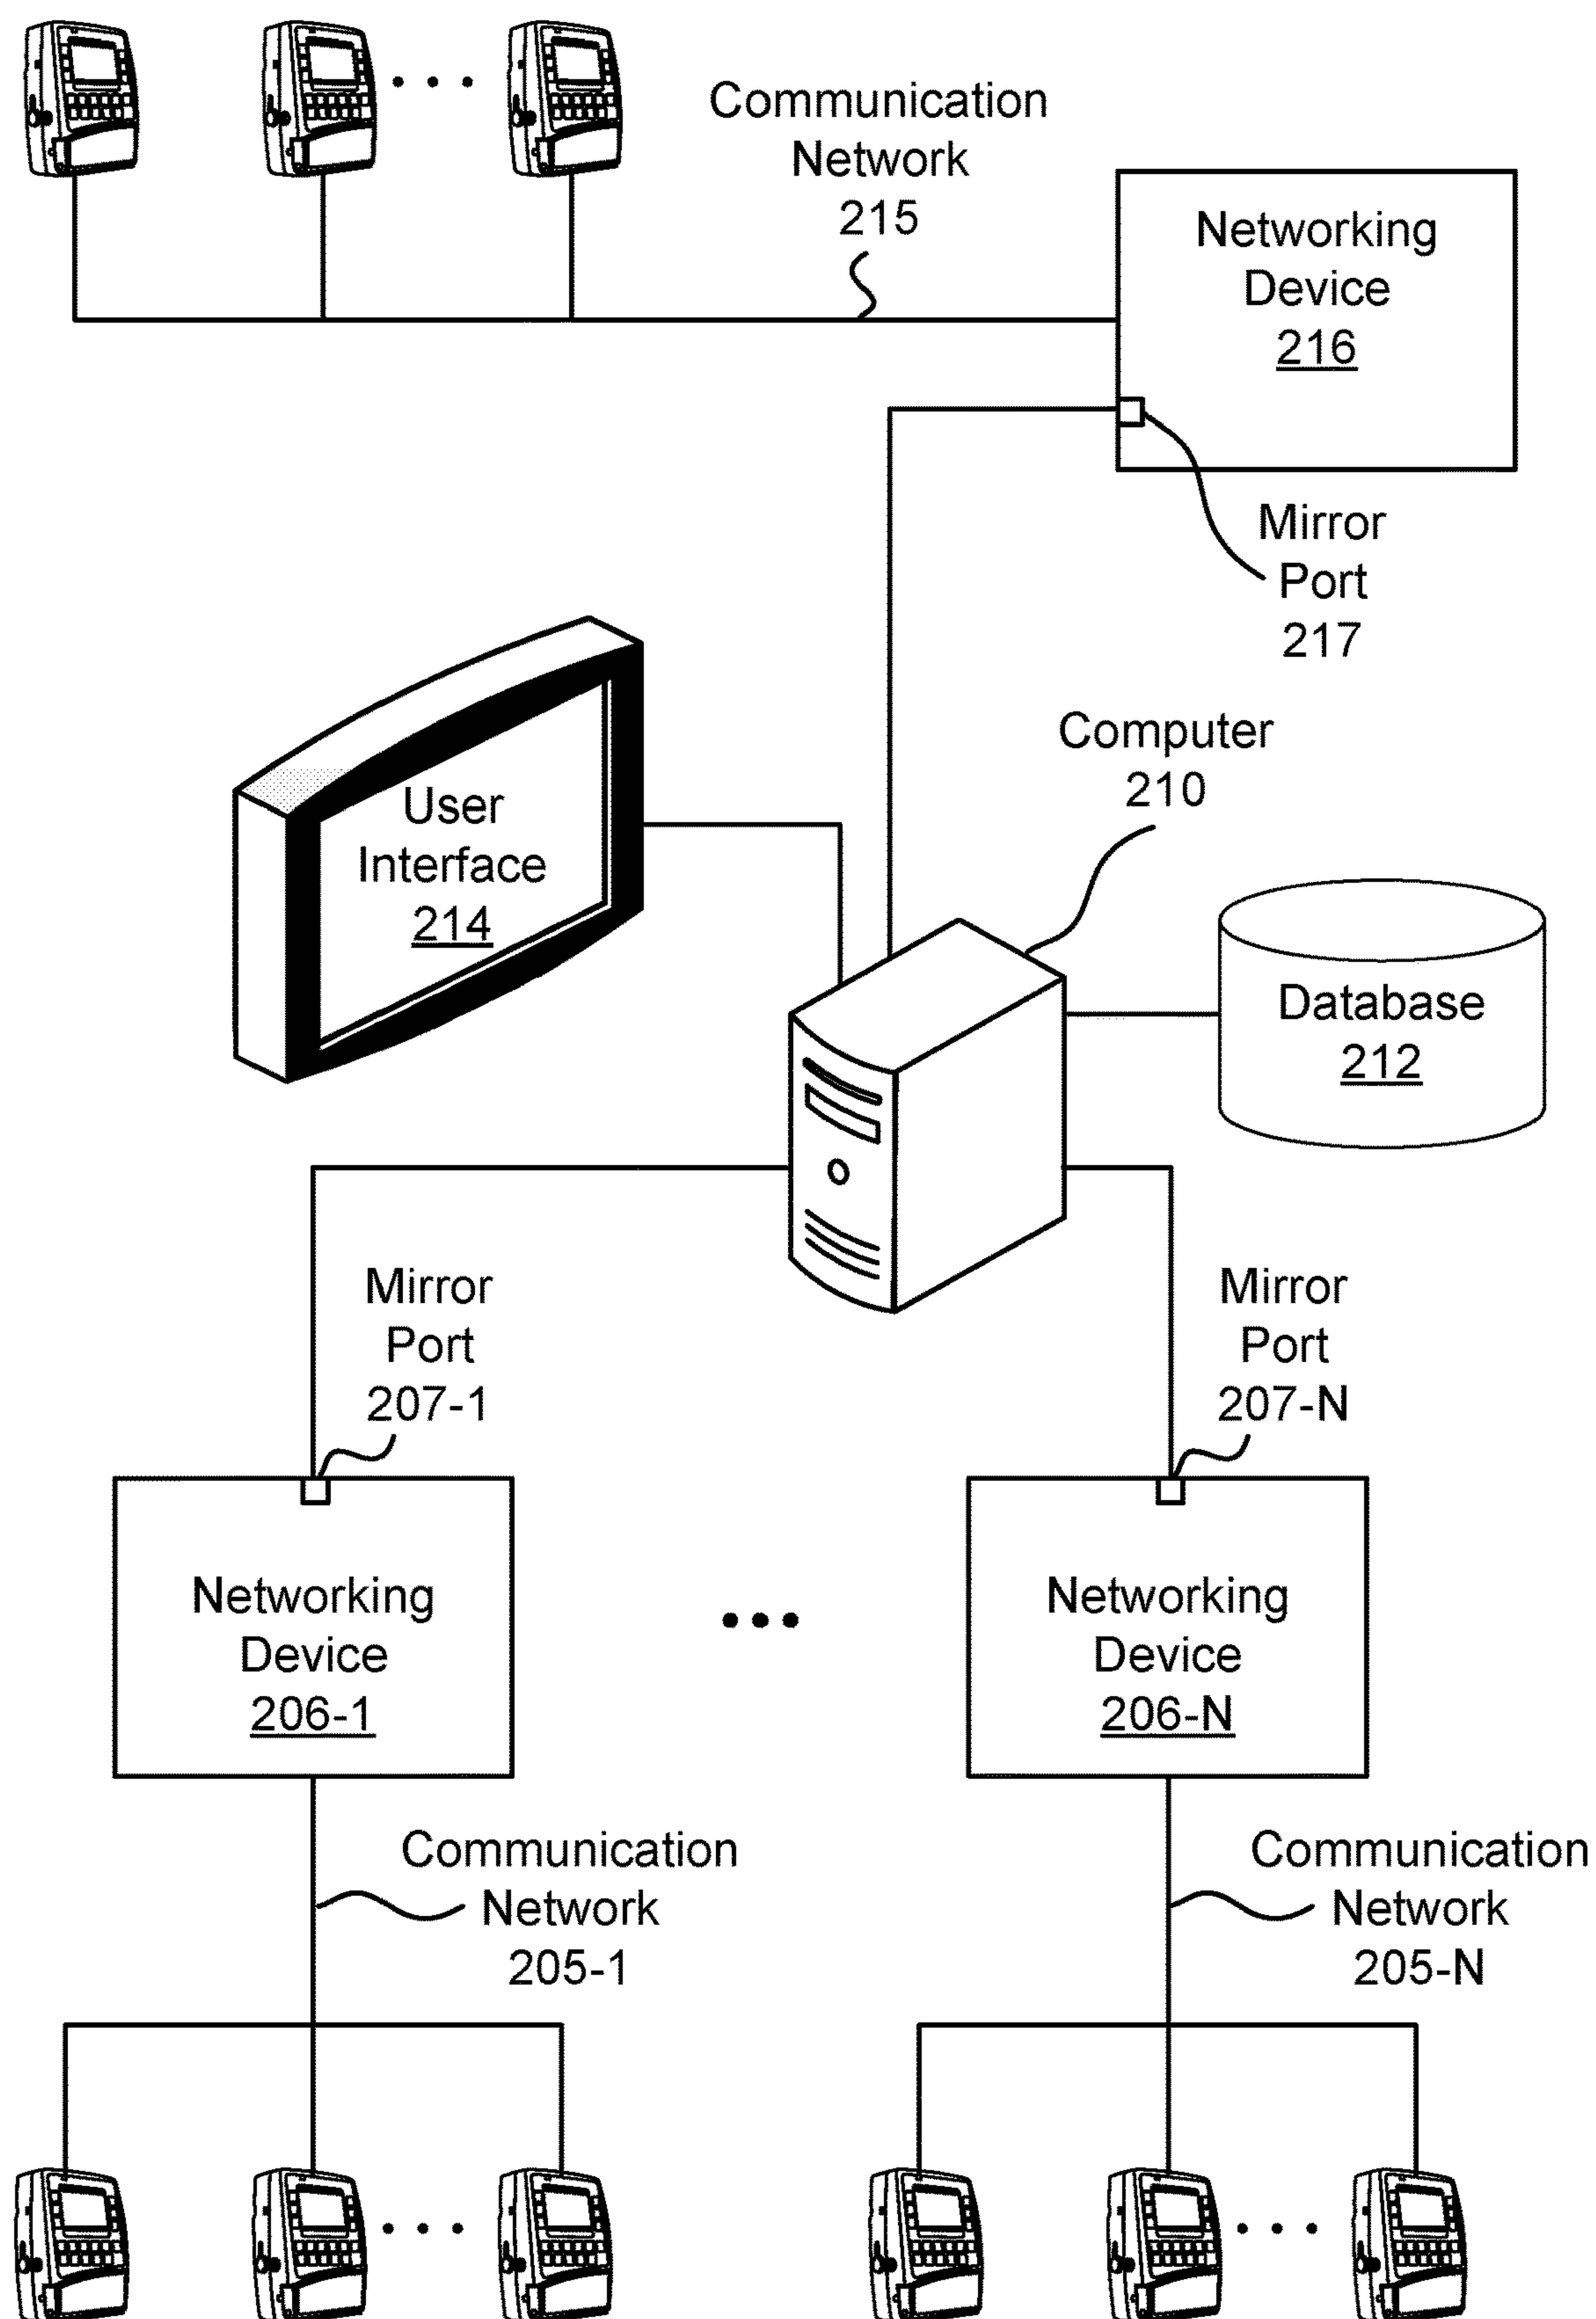 Communication
Network
215
Networking
Device
216
Mirror
Port
217
Computer
210
User
Interface
214
Database
212
Mirror
Port
207-1
Mirror
Port
207-N
Networking
Device
206-1
Networking
Device
206-N
Communication
Network
205-1
Communication
Network
205-N